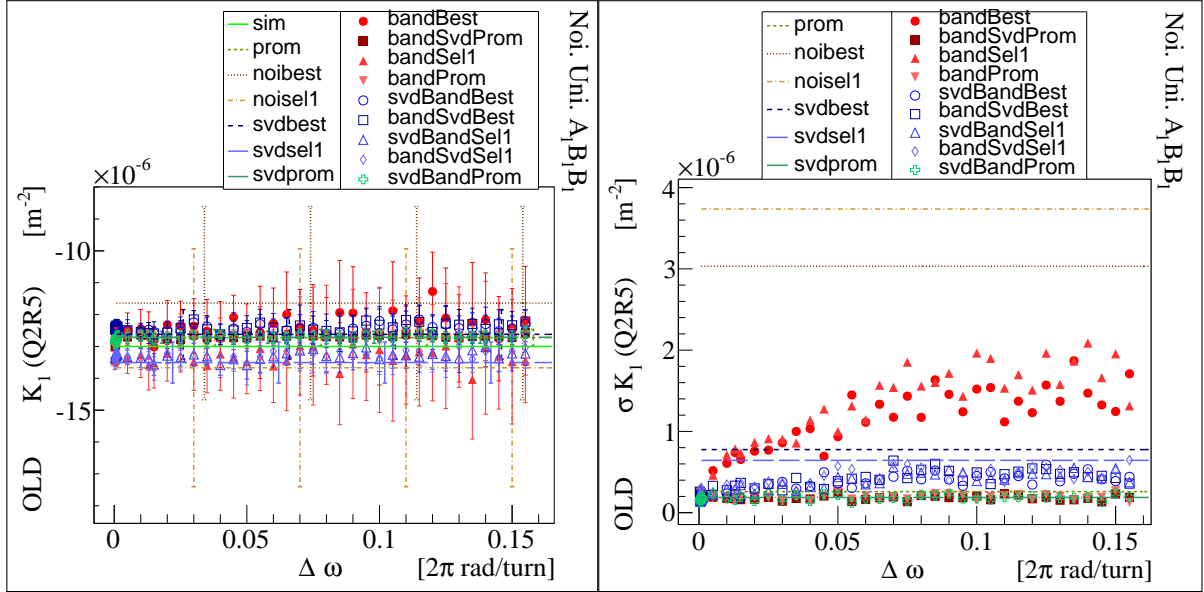 sim
prom
noibest
noisel1
svdbest
svdsel1
svdprom
bandBest
bandSvdProm
bandSel1
bandProm
svdBandBest
bandSvdBest
svdBandSel1
bandSvdSel1
svdBandProm
Noi. Uni. A₁B₁B₁
×10⁻⁶
OLD K₁ (Q2R5) [m⁻²]
-10
-15
0 0.05 0.1 0.15
Δ ω [2π rad/turn]
prom
noibest
noisel1
svdbest
svdsel1
svdprom
bandBest
bandSvdProm
bandSel1
bandProm
svdBandBest
bandSvdBest
svdBandSel1
bandSvdSel1
svdBandProm
Noi. Uni. A₁B₁B₁
×10⁻⁶
OLD σ K₁ (Q2R5) [m⁻²]
4
3
2
1
0
0 0.05 0.1 0.15
Δ ω [2π rad/turn]